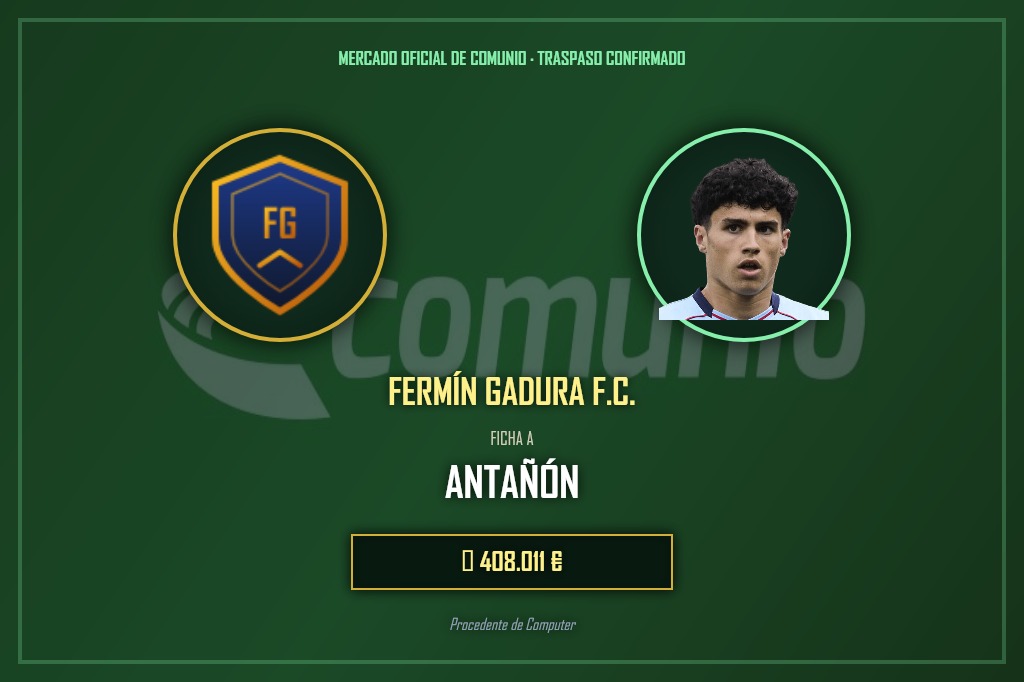 MERCADO OFICIAL DE COMUNIO · TRASPASO CONFIRMADO
FG
comunio
FERMÍN GADURA F.C.
FICHA A
ANTAÑÓN
408.011 €
Procedente de Computer